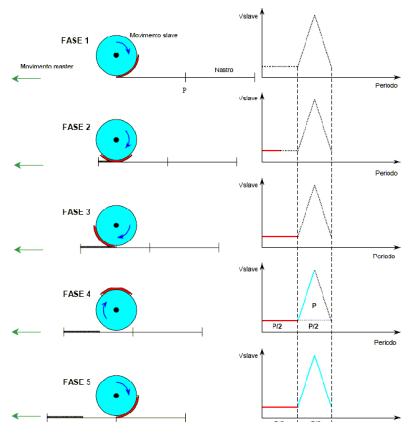 Vslave
FASE 1
Movimento slave
Movimento master
Nastro
P
Periodo
Vslave
FASE 2
Periodo
Vslave
FASE 3
Periodo
Vslave
FASE 4
P
P/2 P/2
Periodo
Vslave
FASE 5